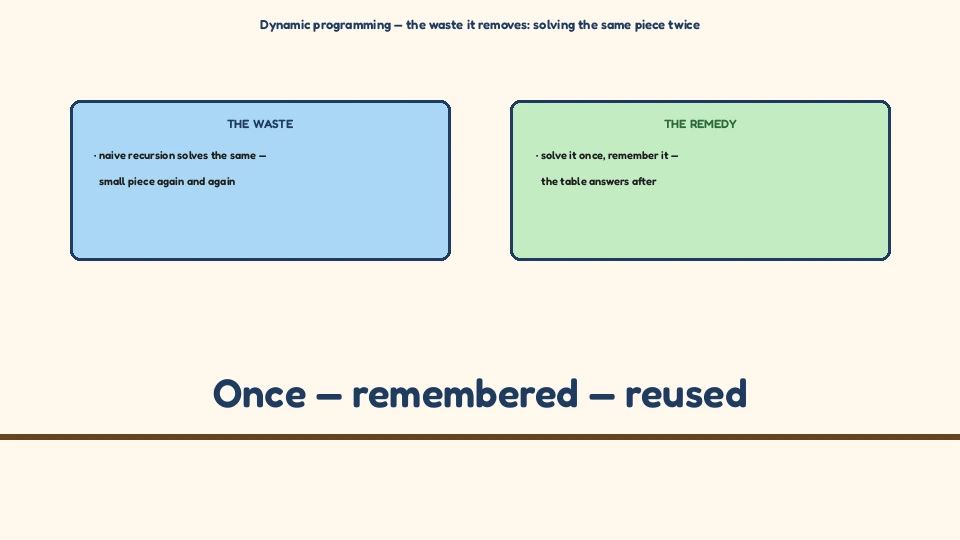 Dynamic programming — the waste it removes: solving the same piece twice
THE WASTE
· naive recursion solves the same —
small piece again and again
THE REMEDY
· solve it once, remember it —
the table answers after
Once — remembered — reused